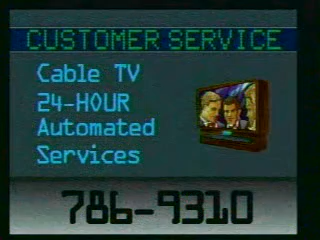 CUSTOMER SERVICE
Cable TV
24-HOUR
Automated
Services
786-9310